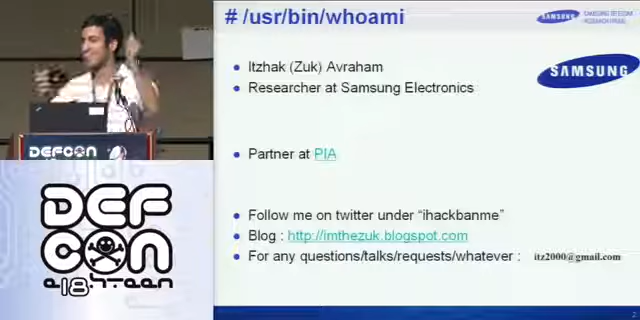 # /usr/bin/whoami
SAMSUNG
SAMSUNG
Itzhak (Zuk) Avraham
Researcher at Samsung Electronics
Partner at PIA
Follow me on twitter under “ihackbanme”
Blog : http://imthezuk.blogspot.com
For any questions/talks/requests/whatever : itz2000@gmail.com
DEFCON
DEF
CON
e18hteen
2